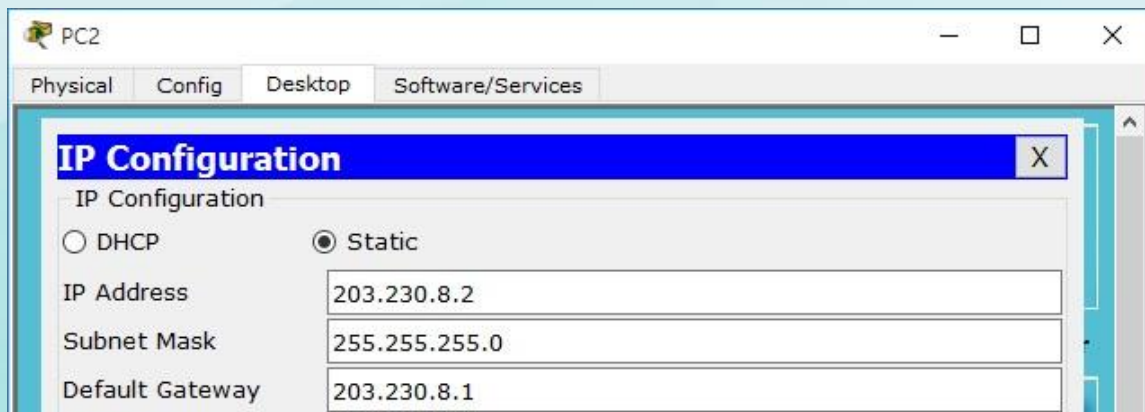 PC2
Physical Config Desktop Software/Services
IP Configuration X
IP Configuration
DHCP Static
IP Address 203.230.8.2
Subnet Mask 255.255.255.0
Default Gateway 203.230.8.1